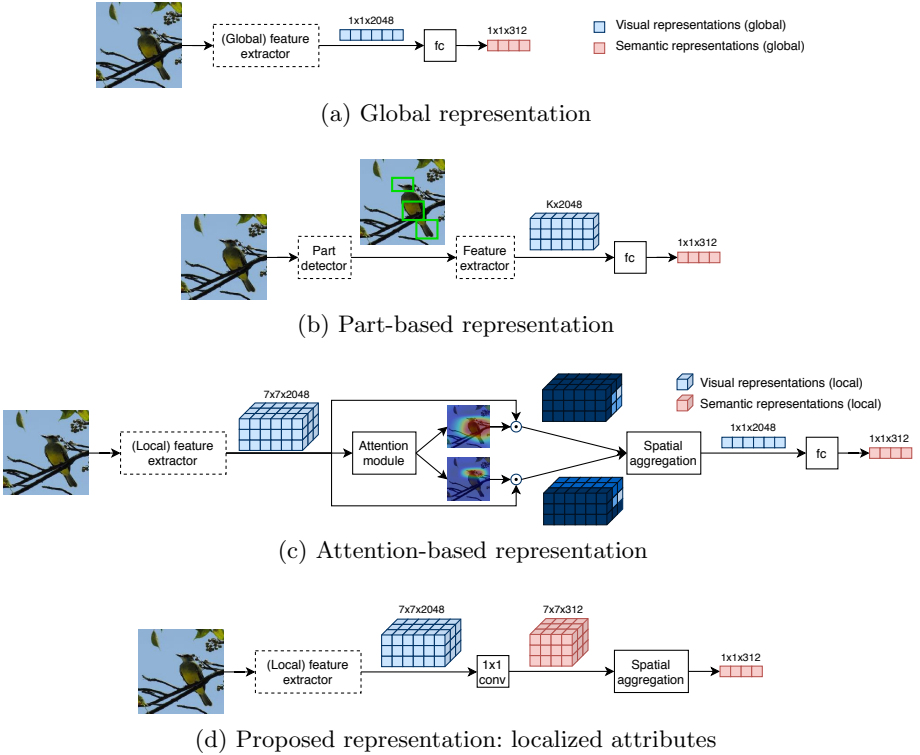 (Global) feature
extractor
1x1x2048
fc
1x1x312
Visual representations (global)
Semantic representations (global)
(a) Global representation
Part
detector
Feature
extractor
Kx2048
fc
1x1x312
(b) Part-based representation
(Local) feature
extractor
7x7x2048
Attention
module
Spatial
aggregation
1x1x2048
fc
1x1x312
Visual representations (local)
Semantic representations (local)
(c) Attention-based representation
(Local) feature
extractor
7x7x2048
1x1
conv
7x7x312
Spatial
aggregation
1x1x312
(d) Proposed representation: localized attributes